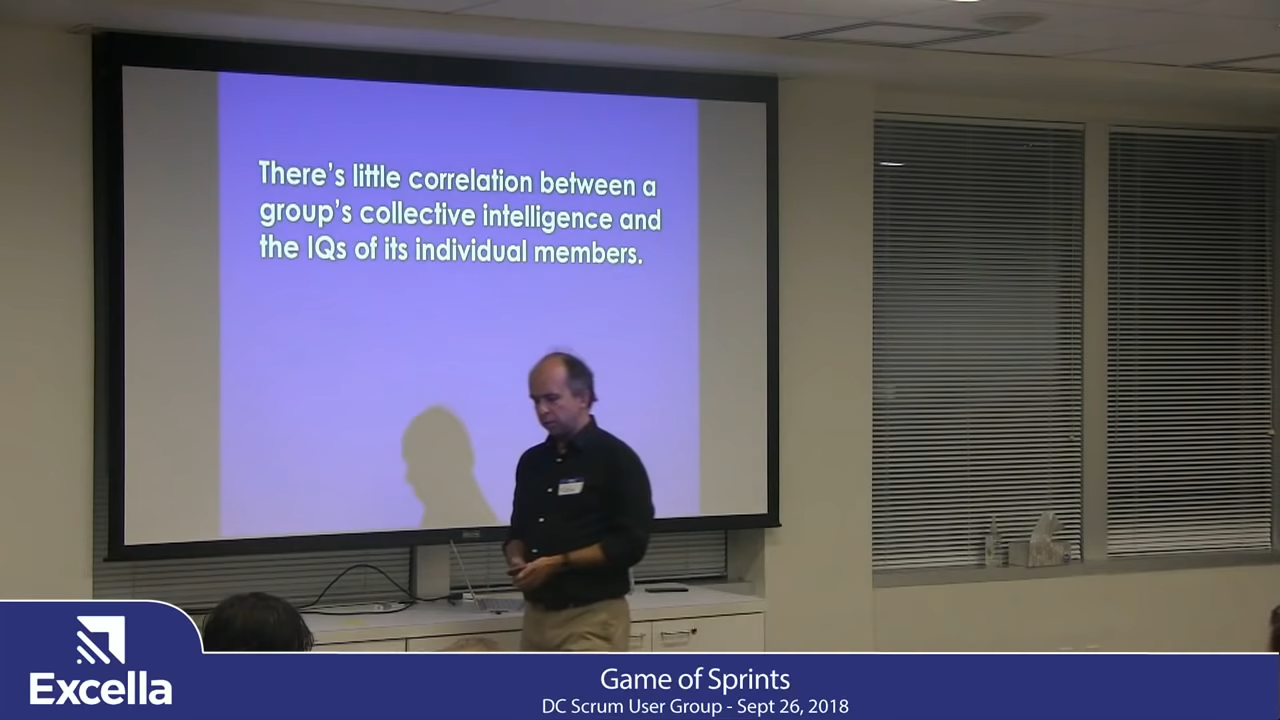 There's little correlation between a
group's collective intelligence and
the IQs of its individual members.
Excella
Game of Sprints
DC Scrum User Group - Sept 26, 2018